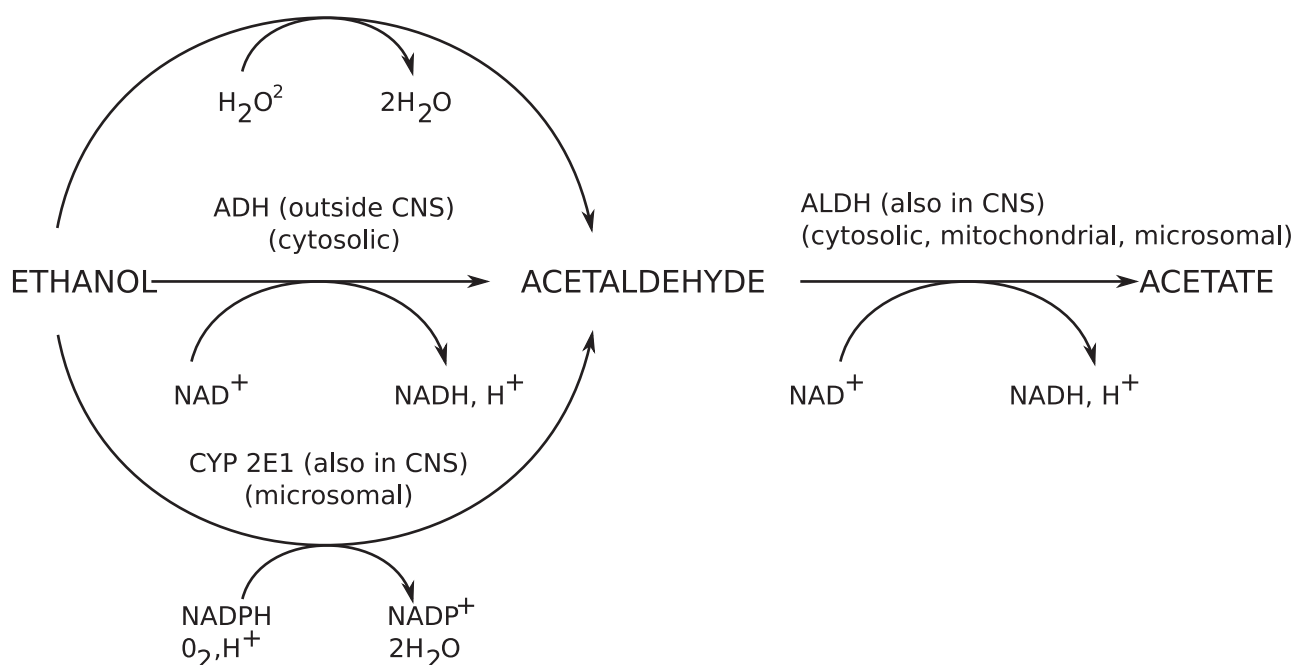 H₂O² 2H₂O
ADH (outside CNS)
(cytosolic)
ALDH (also in CNS)
(cytosolic, mitochondrial, microsomal)
ETHANOL ACETALDEHYDE ACETATE
NAD⁺ NADH, H⁺ NAD⁺ NADH, H⁺
CYP 2E1 (also in CNS)
(microsomal)
NADPH NADP⁺
0₂,H⁺ 2H₂O